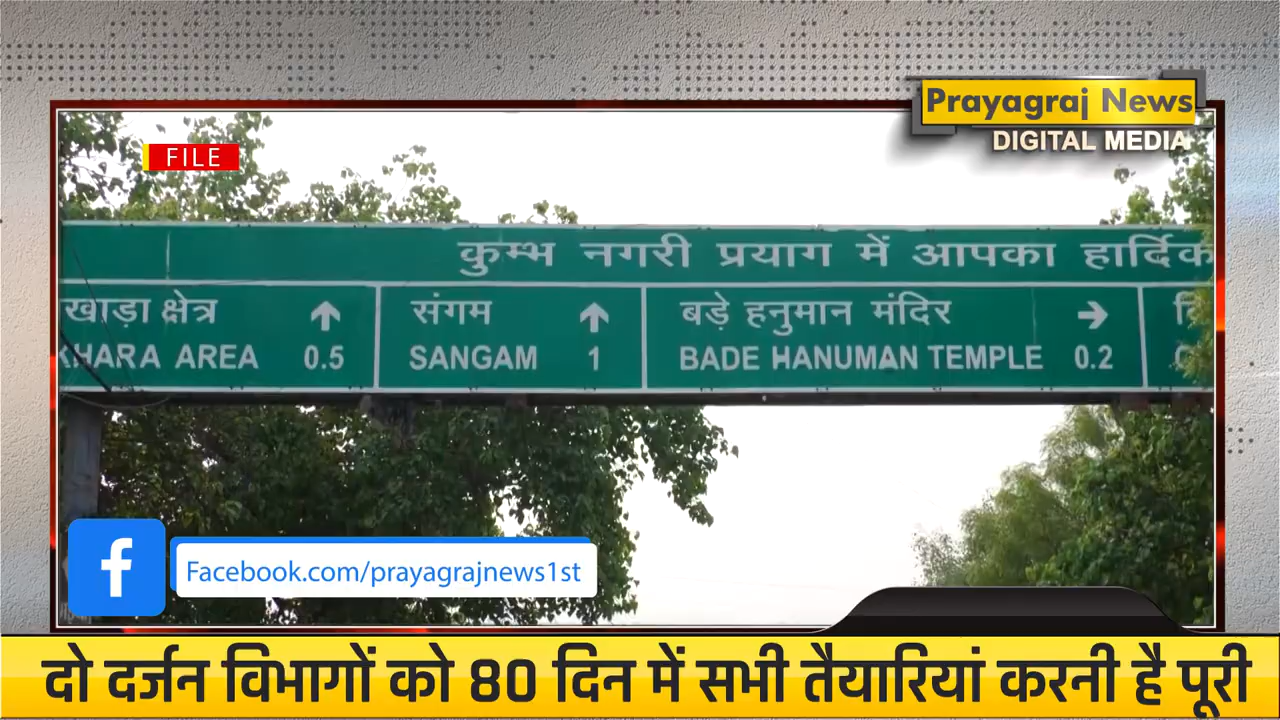 Prayagraj News
DIGITAL MEDIA
FILE
कुम्भ नगरी प्रयाग में आपका हार्दिक
खाड़ा क्षेत्र
KHARA AREA 0.5
संगम
SANGAM 1
बड़े हनुमान मंदिर
BADE HANUMAN TEMPLE 0.2
f
Facebook.com/prayagrajnews1st
दो दर्जन विभागों को 80 दिन में सभी तैयारियां करनी है पूरी